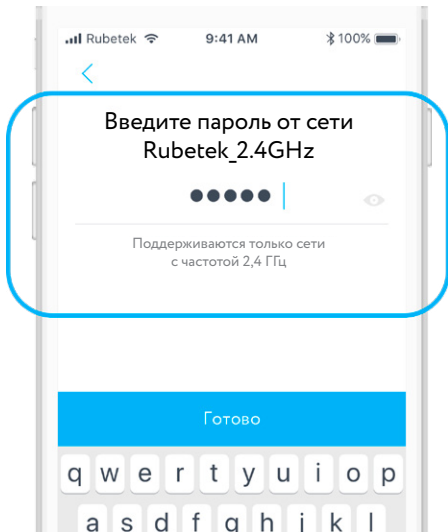 Rubetek 9:41 AM 100%
Введите пароль от сети
Rubetek_2.4GHz
Поддерживаются только сети
с частотой 2,4 ГГц
Готово
q w e r t y u i o p
a s d f g h j k l